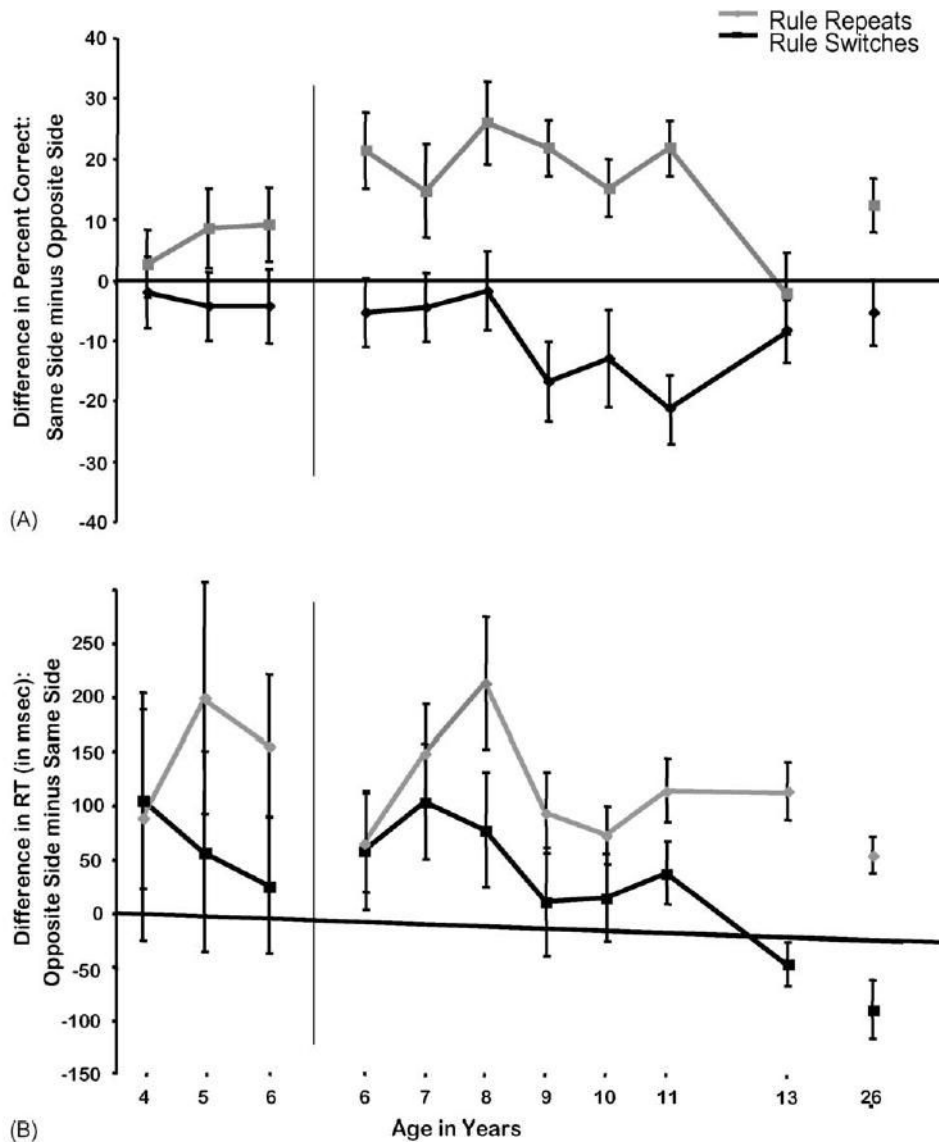 Rule Repeats
Rule Switches
Difference in Percent Correct:
Same Side minus Opposite Side
40
30
20
10
0
-10
-20
-30
-40
(A)
Difference in RT (in msec):
Opposite Side minus Same Side
250
200
150
100
50
0
-50
-100
-150
4 5 6 6 7 8 9 10 11 13 26
Age in Years
(B)